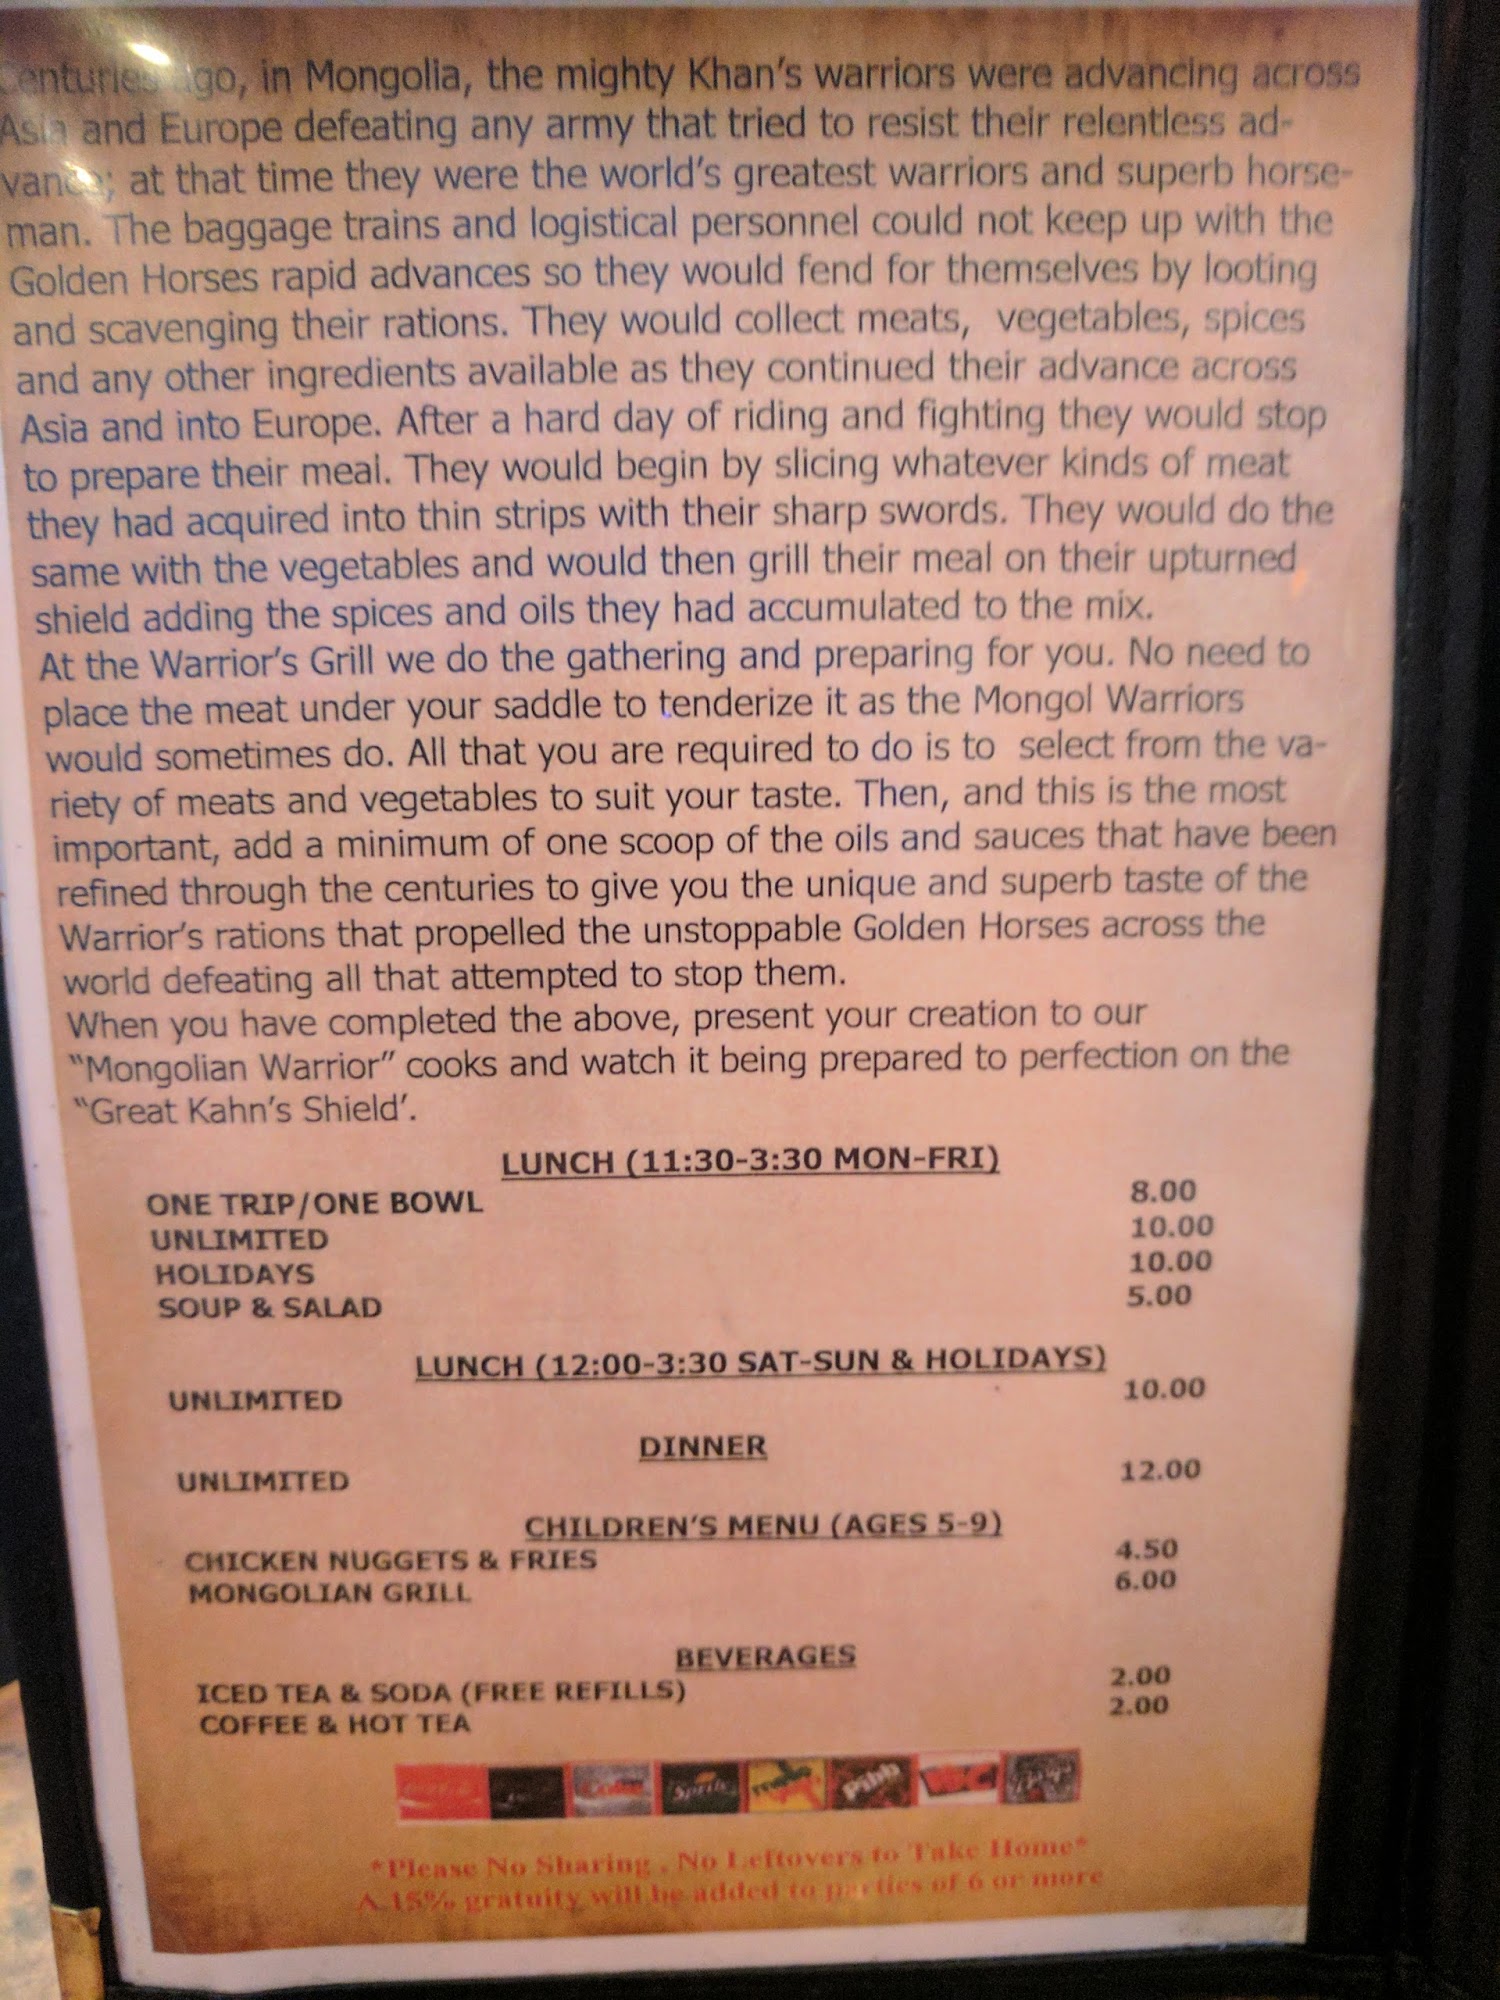 Centuries ago, in Mongolia, the mighty Khan's warriors were advancing across
Asia and Europe defeating any army that tried to resist their relentless ad-
vance; at that time they were the world's greatest warriors and superb horse-
man. The baggage trains and logistical personnel could not keep up with the
Golden Horses rapid advances so they would fend for themselves by looting
and scavenging their rations. They would collect meats, vegetables, spices
and any other ingredients available as they continued their advance across
Asia and into Europe. After a hard day of riding and fighting they would stop
to prepare their meal. They would begin by slicing whatever kinds of meat
they had acquired into thin strips with their sharp swords. They would do the
same with the vegetables and would then grill their meal on their upturned
shield adding the spices and oils they had accumulated to the mix.
At the Warrior's Grill we do the gathering and preparing for you. No need to
place the meat under your saddle to tenderize it as the Mongol Warriors
would sometimes do. All that you are required to do is to select from the va-
riety of meats and vegetables to suit your taste. Then, and this is the most
important, add a minimum of one scoop of the oils and sauces that have been
refined through the centuries to give you the unique and superb taste of the
Warrior's rations that propelled the unstoppable Golden Horses across the
world defeating all that attempted to stop them.
When you have completed the above, present your creation to our
"Mongolian Warrior" cooks and watch it being prepared to perfection on the
"Great Kahn's Shield'.
LUNCH (11:30-3:30 MON-FRI)
ONE TRIP/ONE BOWL 8.00
UNLIMITED 10.00
HOLIDAYS 10.00
SOUP & SALAD 5.00
LUNCH (12:00-3:30 SAT-SUN & HOLIDAYS)
UNLIMITED 10.00
DINNER
UNLIMITED 12.00
CHILDREN'S MENU (AGES 5-9)
CHICKEN NUGGETS & FRIES 4.50
MONGOLIAN GRILL 6.00
BEVERAGES
ICED TEA & SODA (FREE REFILLS) 2.00
COFFEE & HOT TEA 2.00
Sprite Pibb
*Please No Sharing . No Leftovers to Take Home*
A 15% gratuity will be added to parties of 6 or more